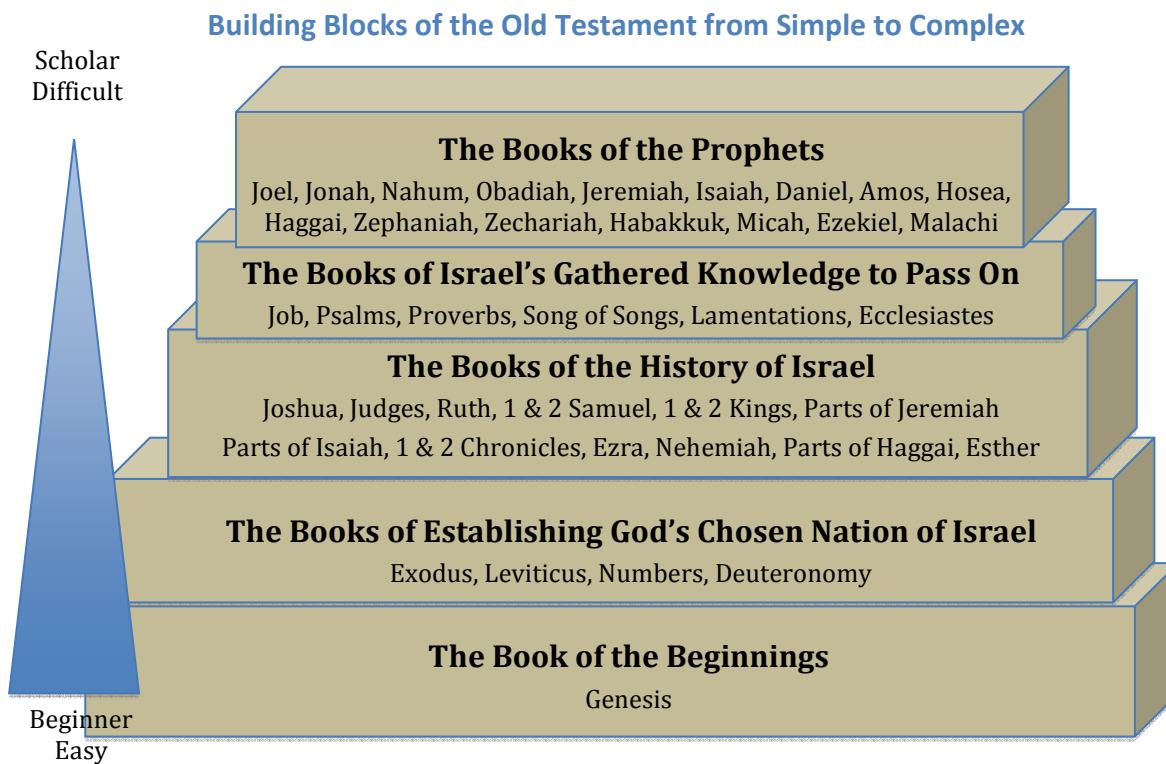 Building Blocks of the Old Testament from Simple to Complex
Scholar
Difficult
The Books of the Prophets
Joel, Jonah, Nahum, Obadiah, Jeremiah, Isaiah, Daniel, Amos, Hosea,
Haggai, Zephaniah, Zechariah, Habakkuk, Micah, Ezekiel, Malachi
The Books of Israel’s Gathered Knowledge to Pass On
Job, Psalms, Proverbs, Song of Songs, Lamentations, Ecclesiastes
The Books of the History of Israel
Joshua, Judges, Ruth, 1 & 2 Samuel, 1 & 2 Kings, Parts of Jeremiah
Parts of Isaiah, 1 & 2 Chronicles, Ezra, Nehemiah, Parts of Haggai, Esther
The Books of Establishing God’s Chosen Nation of Israel
Exodus, Leviticus, Numbers, Deuteronomy
The Book of the Beginnings
Genesis
Beginner
Easy